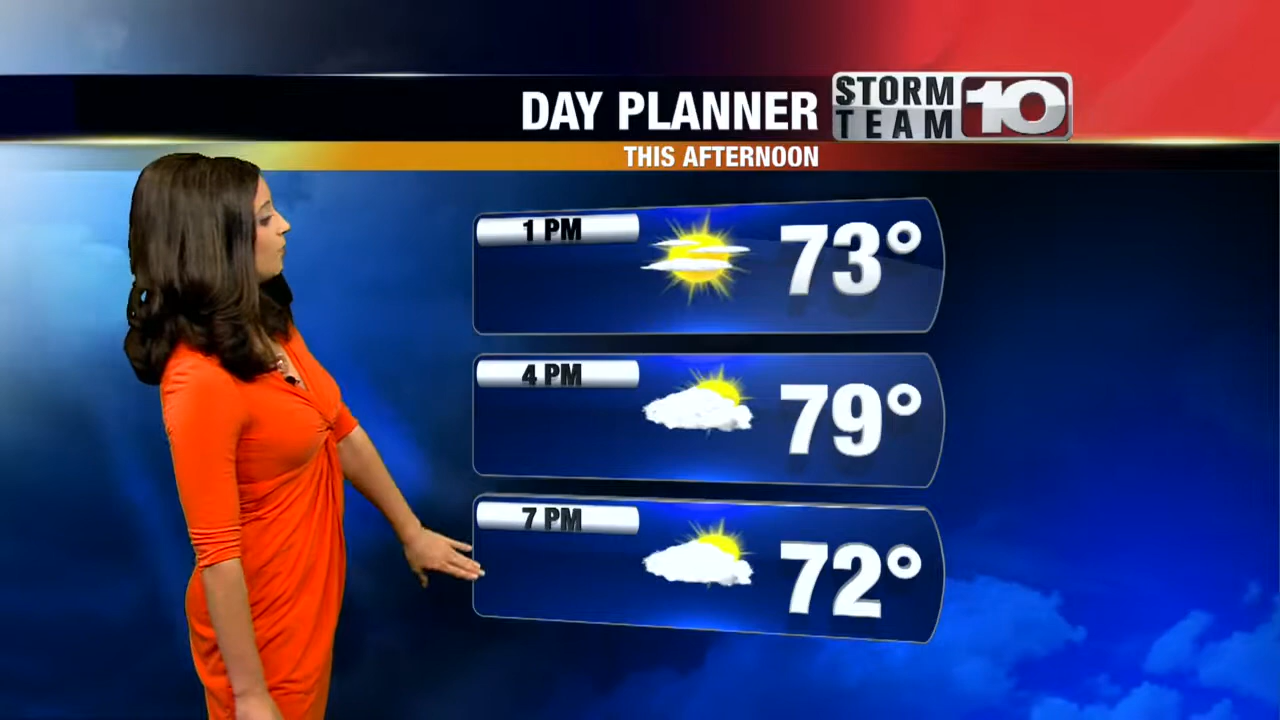 DAY PLANNER
STORM
TEAM
10
THIS AFTERNOON
1 PM
73°
4 PM
79°
7 PM
72°